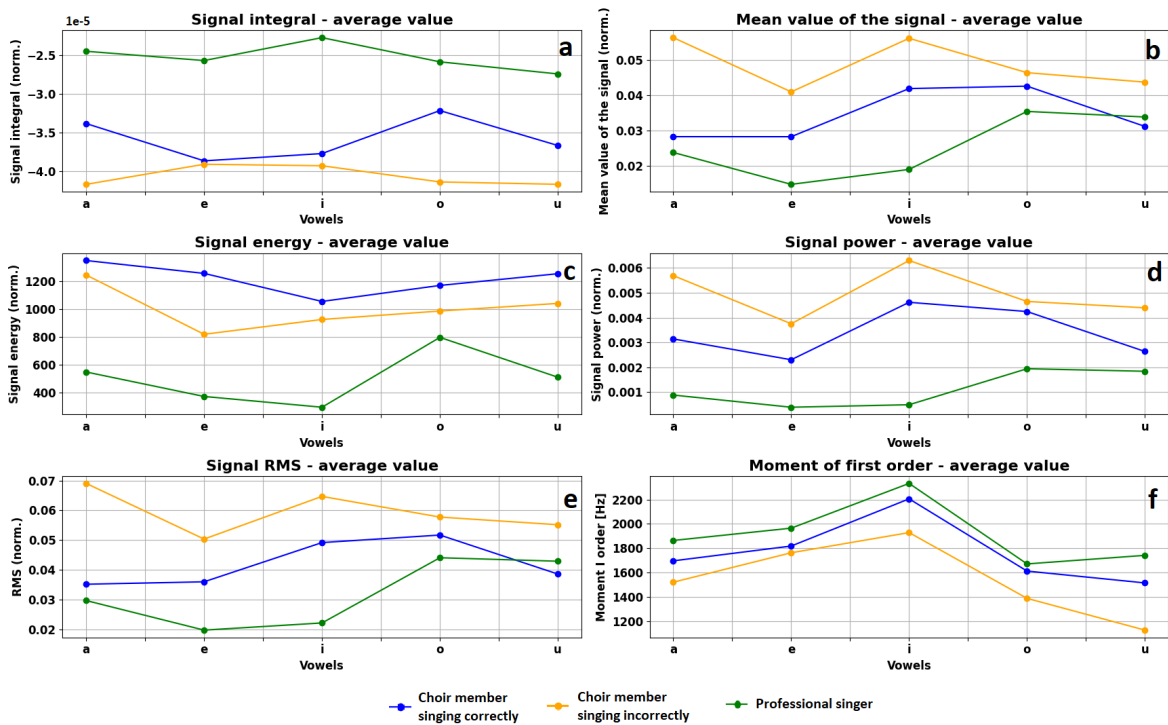 Signal integral - average value
1e-5
a
Signal integral (norm.)
−2.5
−3.0
−3.5
−4.0
a e i o u
Vowels
Mean value of the signal - average value
b
Mean value of the signal (norm.)
0.05
0.04
0.03
0.02
a e i o u
Vowels
Signal energy - average value
c
Signal energy (norm.)
1200
1000
800
600
400
a e i o u
Vowels
Signal power - average value
d
Signal power (norm.)
0.006
0.005
0.004
0.003
0.002
0.001
a e i o u
Vowels
Signal RMS - average value
e
RMS (norm.)
0.07
0.06
0.05
0.04
0.03
0.02
a e i o u
Vowels
Moment of first order - average value
f
Moment I order [Hz]
2200
2000
1800
1600
1400
1200
a e i o u
Vowels
Choir member
singing correctly
Choir member
singing incorrectly
Professional singer